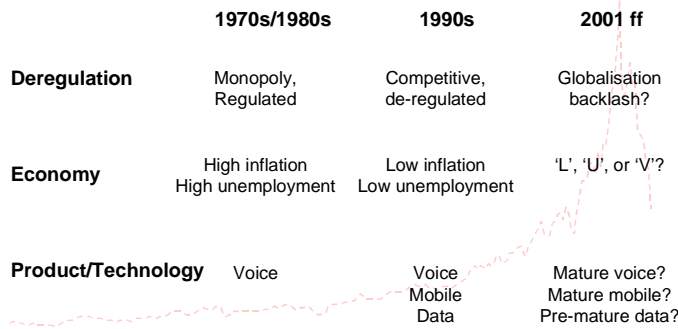 1970s/1980s 1990s 2001 ff
Deregulation Monopoly, Competitive, Globalisation
Regulated de-regulated backlash?
Economy High inflation Low inflation ‘L’, ‘U’, or ‘V’?
High unemployment Low unemployment
Product/Technology Voice Voice Mature voice?
Mobile Mature mobile?
Data Pre-mature data?